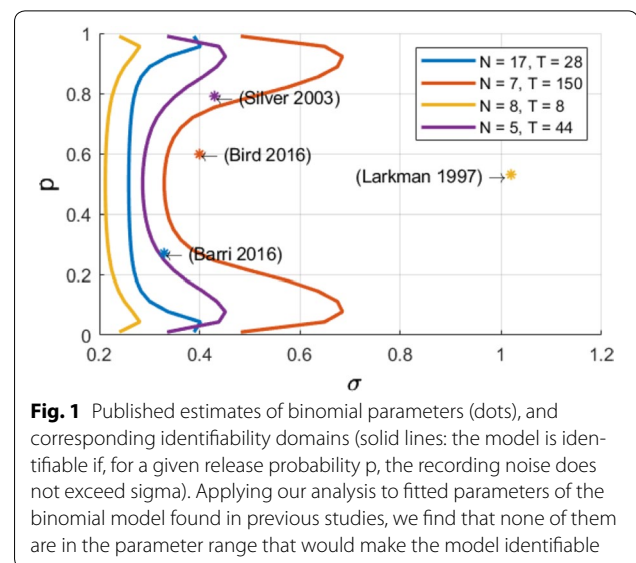 1
0.8
0.6
0.4
0.2
0
p
N = 17, T = 28
N = 7, T = 150
N = 8, T = 8
N = 5, T = 44
(Silver 2003)
(Bird 2016)
(Larkman 1997)
(Barri 2016)
0.2 0.4 0.6 0.8 1 1.2
σ
Fig. 1 Published estimates of binomial parameters (dots), and
corresponding identifiability domains (solid lines: the model is iden-
tifiable if, for a given release probability p, the recording noise does
not exceed sigma). Applying our analysis to fitted parameters of the
binomial model found in previous studies, we find that none of them
are in the parameter range that would make the model identifiable